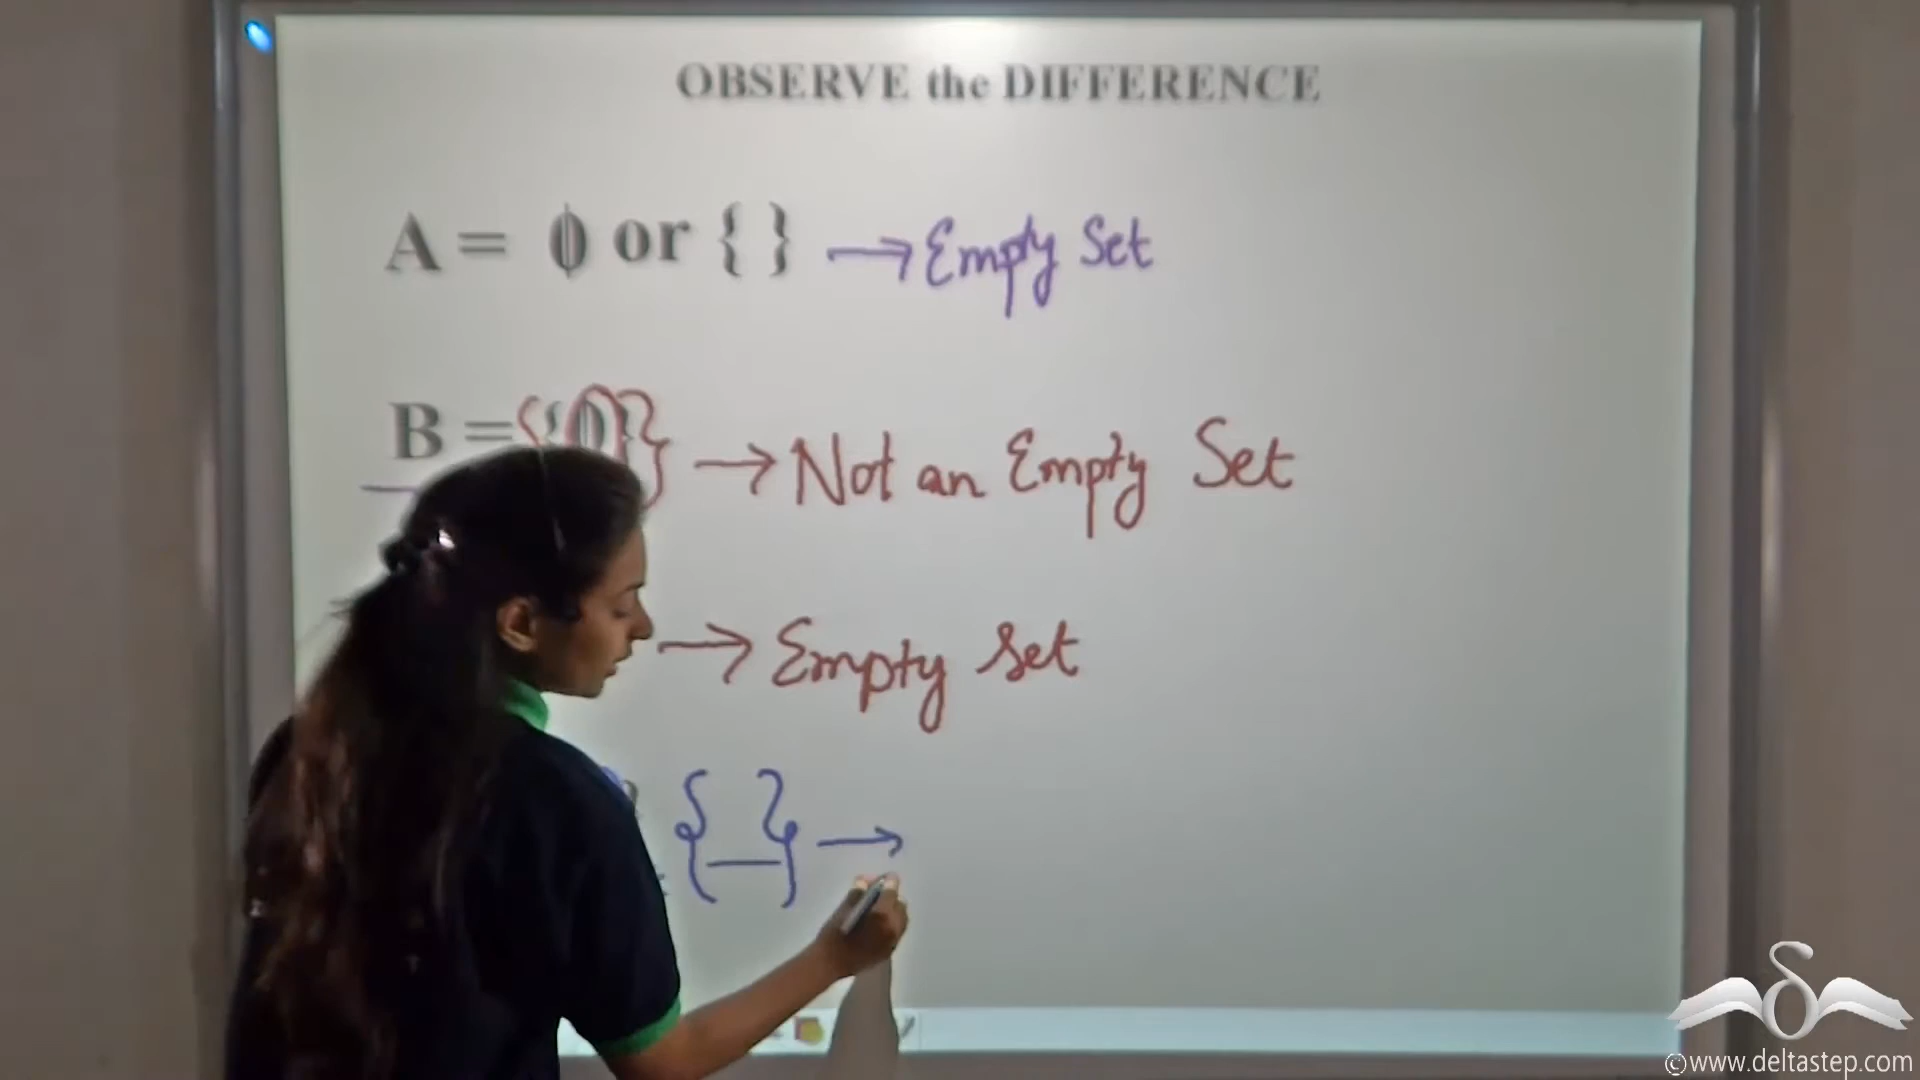 OBSERVE the DIFFERENCE
A = ϕ or { } → Empty Set
B = {{ϕ}} → Not an Empty Set
→ Empty Set
{ _ } →
©www.deltastep.com